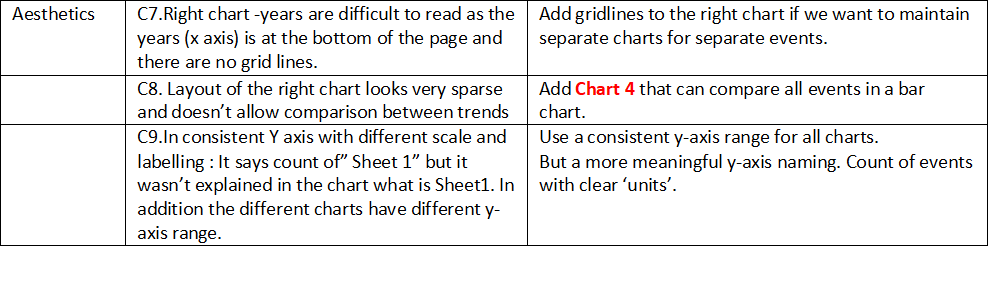 Aesthetics
C7.Right chart -years are difficult to read as the
years (x axis) is at the bottom of the page and
there are no grid lines.
Add gridlines to the right chart if we want to maintain
separate charts for separate events.
C8. Layout of the right chart looks very sparse
and doesn't allow comparison between trends
Add Chart 4 that can compare all events in a bar
chart.
C9.In consistent Y axis with different scale and
labelling : It says count of" Sheet 1" but it
wasn't explained in the chart what is Sheet1. In
addition the different charts have different y-
axis range.
Use a consistent y-axis range for all charts.
But a more meaningful y-axis naming. Count of events
with clear 'units'.